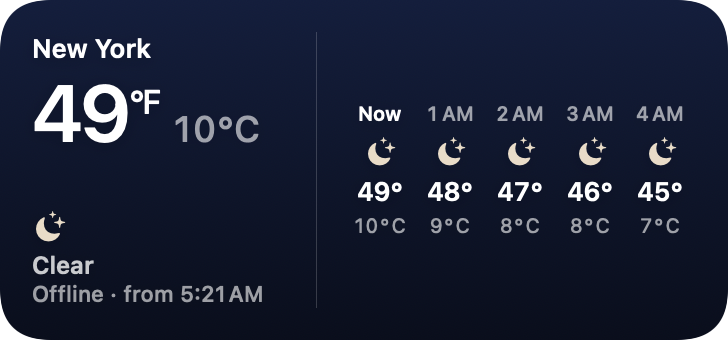 New York
49°F 10°C
Clear
Offline · from 5:21 AM
Now 1 AM 2 AM 3 AM 4 AM
49° 48° 47° 46° 45°
10°C 9°C 8°C 8°C 7°C